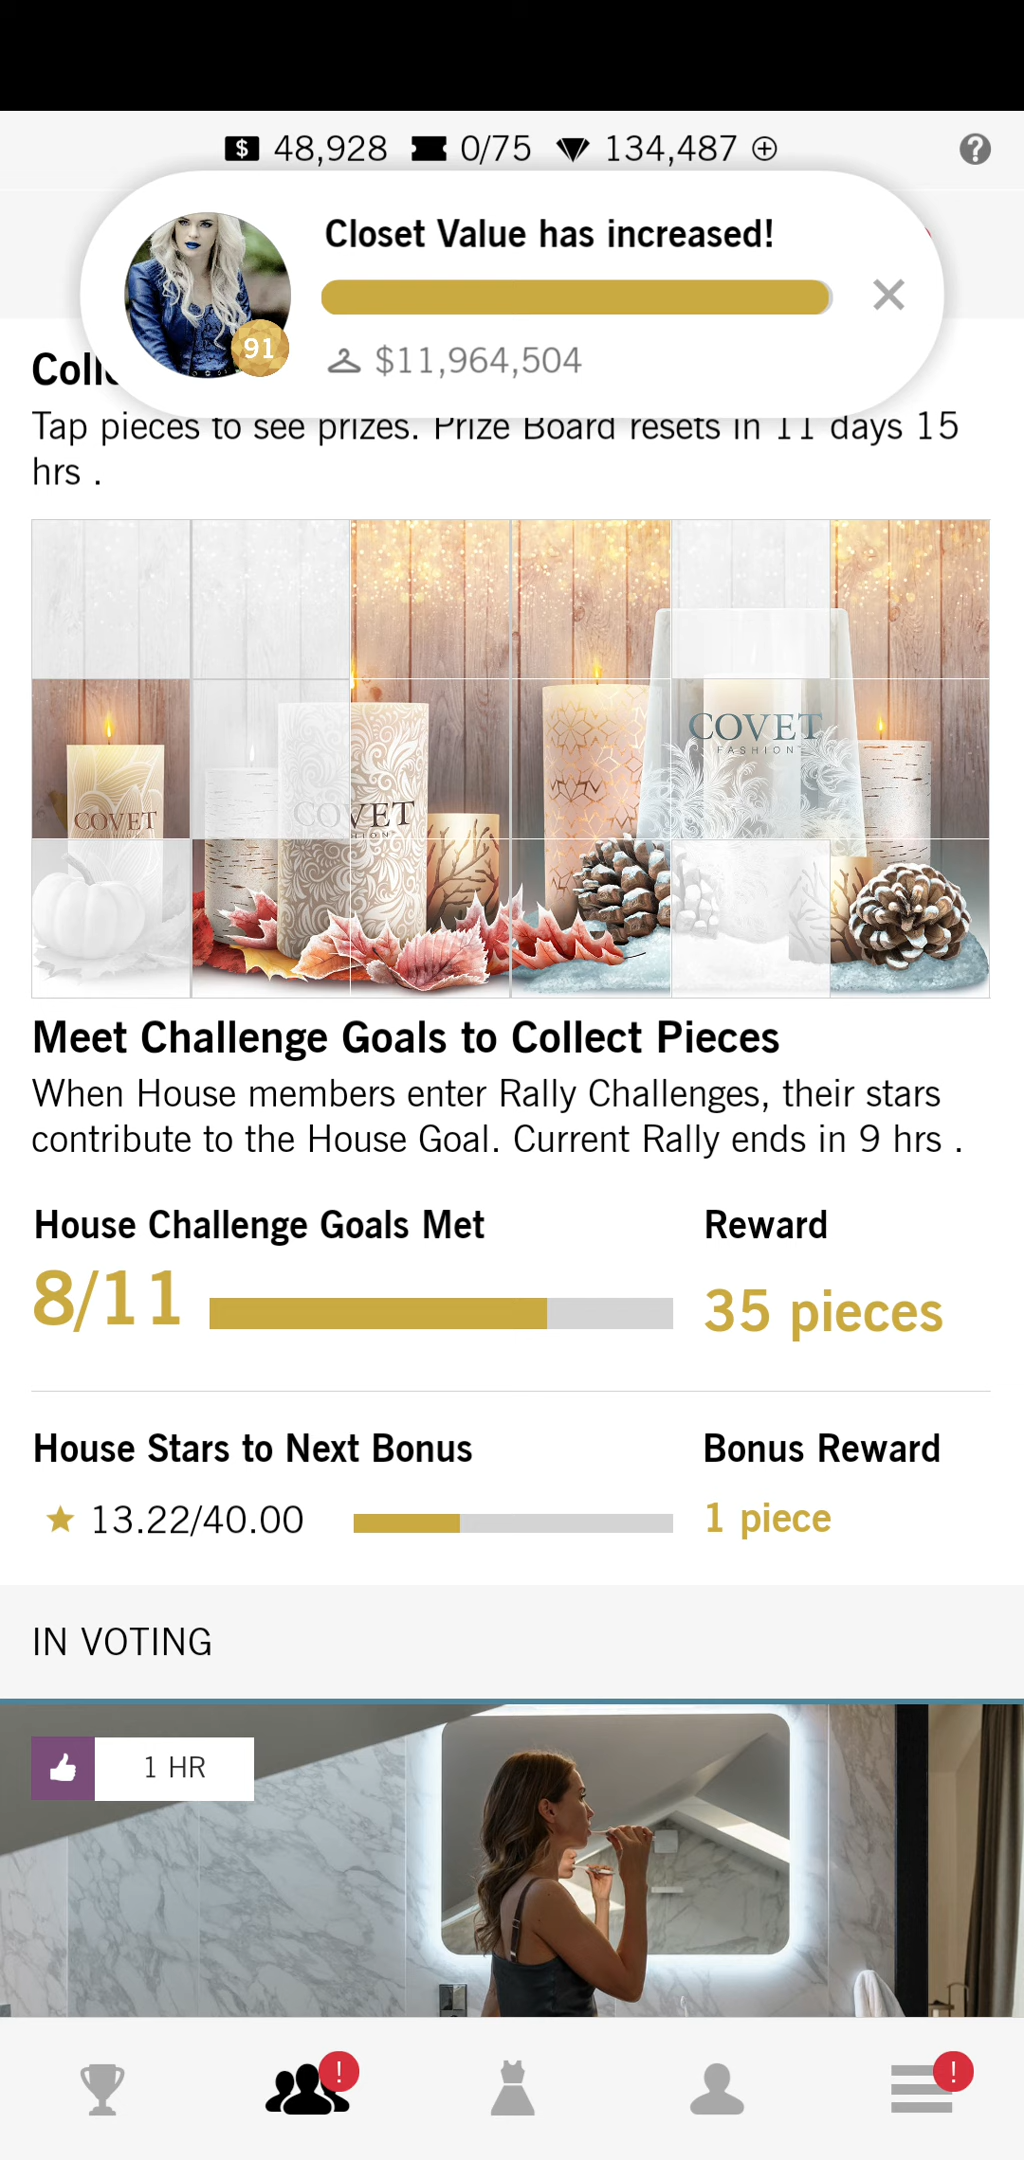 48,928 0/75 134,487
Closet Value has increased!
91
$11,964,504
Tap pieces to see prizes. Prize Board resets in 11 days 15
hrs .
COVET
FASHION
COVET
COVET
Meet Challenge Goals to Collect Pieces
When House members enter Rally Challenges, their stars
contribute to the House Goal. Current Rally ends in 9 hrs .
House Challenge Goals Met Reward
8/11 35 pieces
House Stars to Next Bonus Bonus Reward
13.22/40.00 1 piece
IN VOTING
1 HR